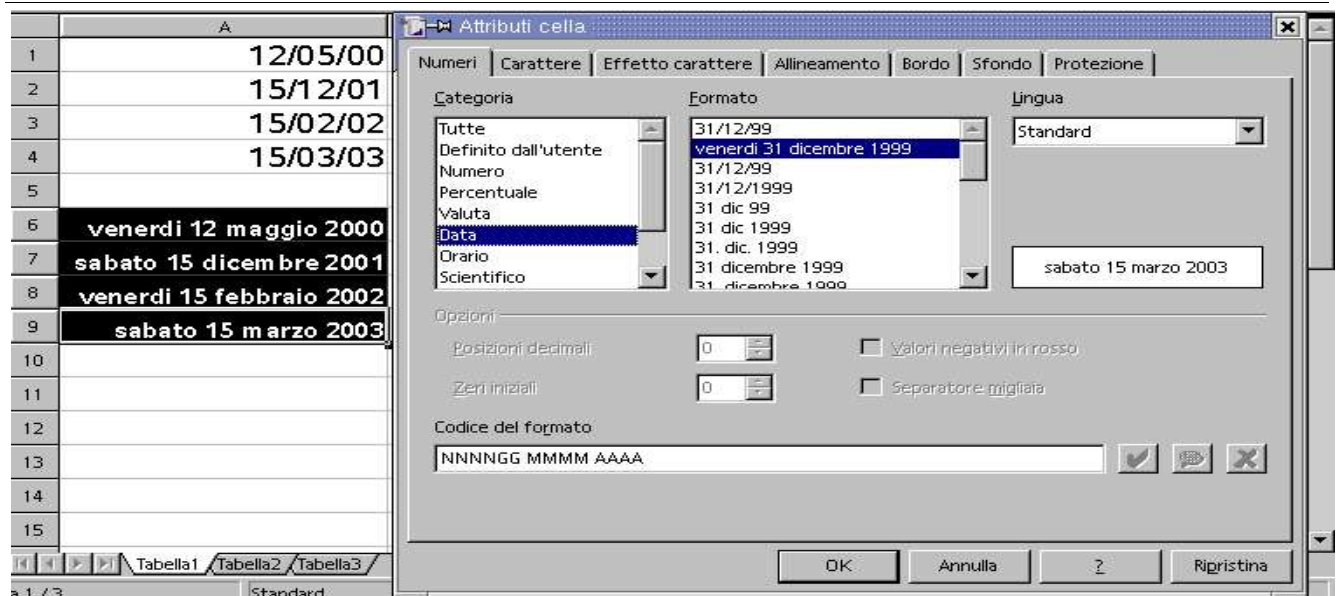 A
1 12/05/00
2 15/12/01
3 15/02/02
4 15/03/03
5
6 venerdi 12 maggio 2000
7 sabato 15 dicembre 2001
8 venerdi 15 febbraio 2002
9 sabato 15 marzo 2003
10
11
12
13
14
15
Tabella1 Tabella2 Tabella3
1 / 3 Standard
Attributi cella
Numeri Carattere Effetto carattere Allineamento Bordo Sfondo Protezione
Categoria
Tutte
Definito dall'utente
Numero
Percentuale
Valuta
Data
Orario
Scientifico
Formato
31/12/99
venerdi 31 dicembre 1999
31/12/99
31/12/1999
31 dic 99
31 dic 1999
31. dic. 1999
31 dicembre 1999
31. dicembre 1999
Lingua
Standard
sabato 15 marzo 2003
Opzioni
Posizioni decimali 0 Valori negativi in rosso
Zeri iniziali 0 Separatore migliaia
Codice del formato
NNNNGG MMMM AAAA
OK Annulla ? Ripristina